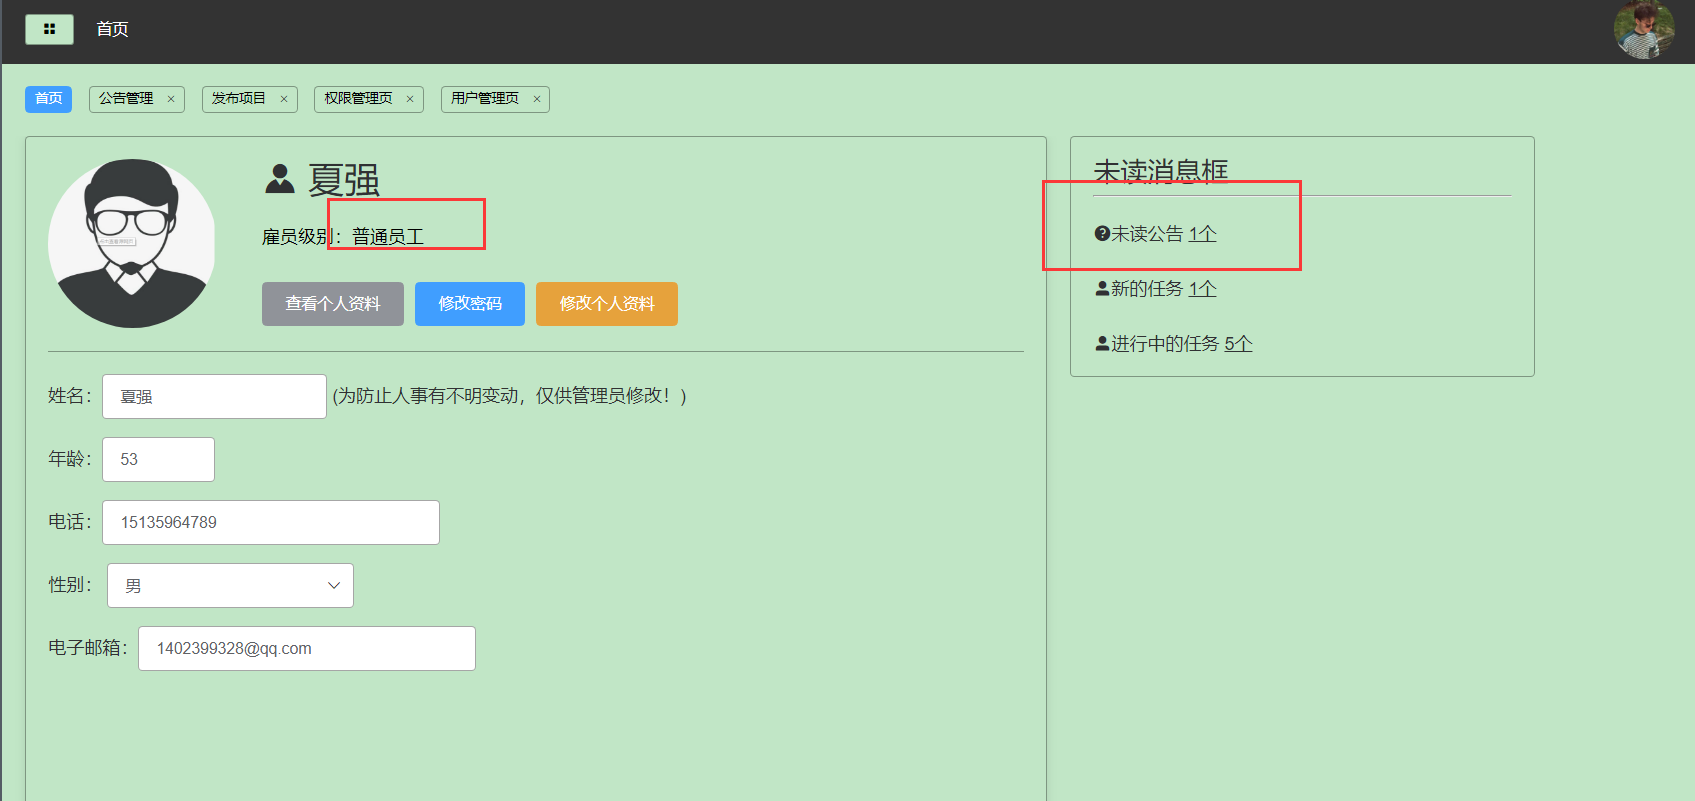 首页
首页 公告管理 × 发布项目 × 权限管理页 × 用户管理页 ×
夏强
雇员级别：普通员工
查看个人资料 修改密码 修改个人资料
姓名： 夏强 (为防止人事有不明变动，仅供管理员修改！)
年龄： 53
电话： 15135964789
性别： 男
电子邮箱： 1402399328@qq.com
未读消息框
未读公告 1个
新的任务 1个
进行中的任务 5个